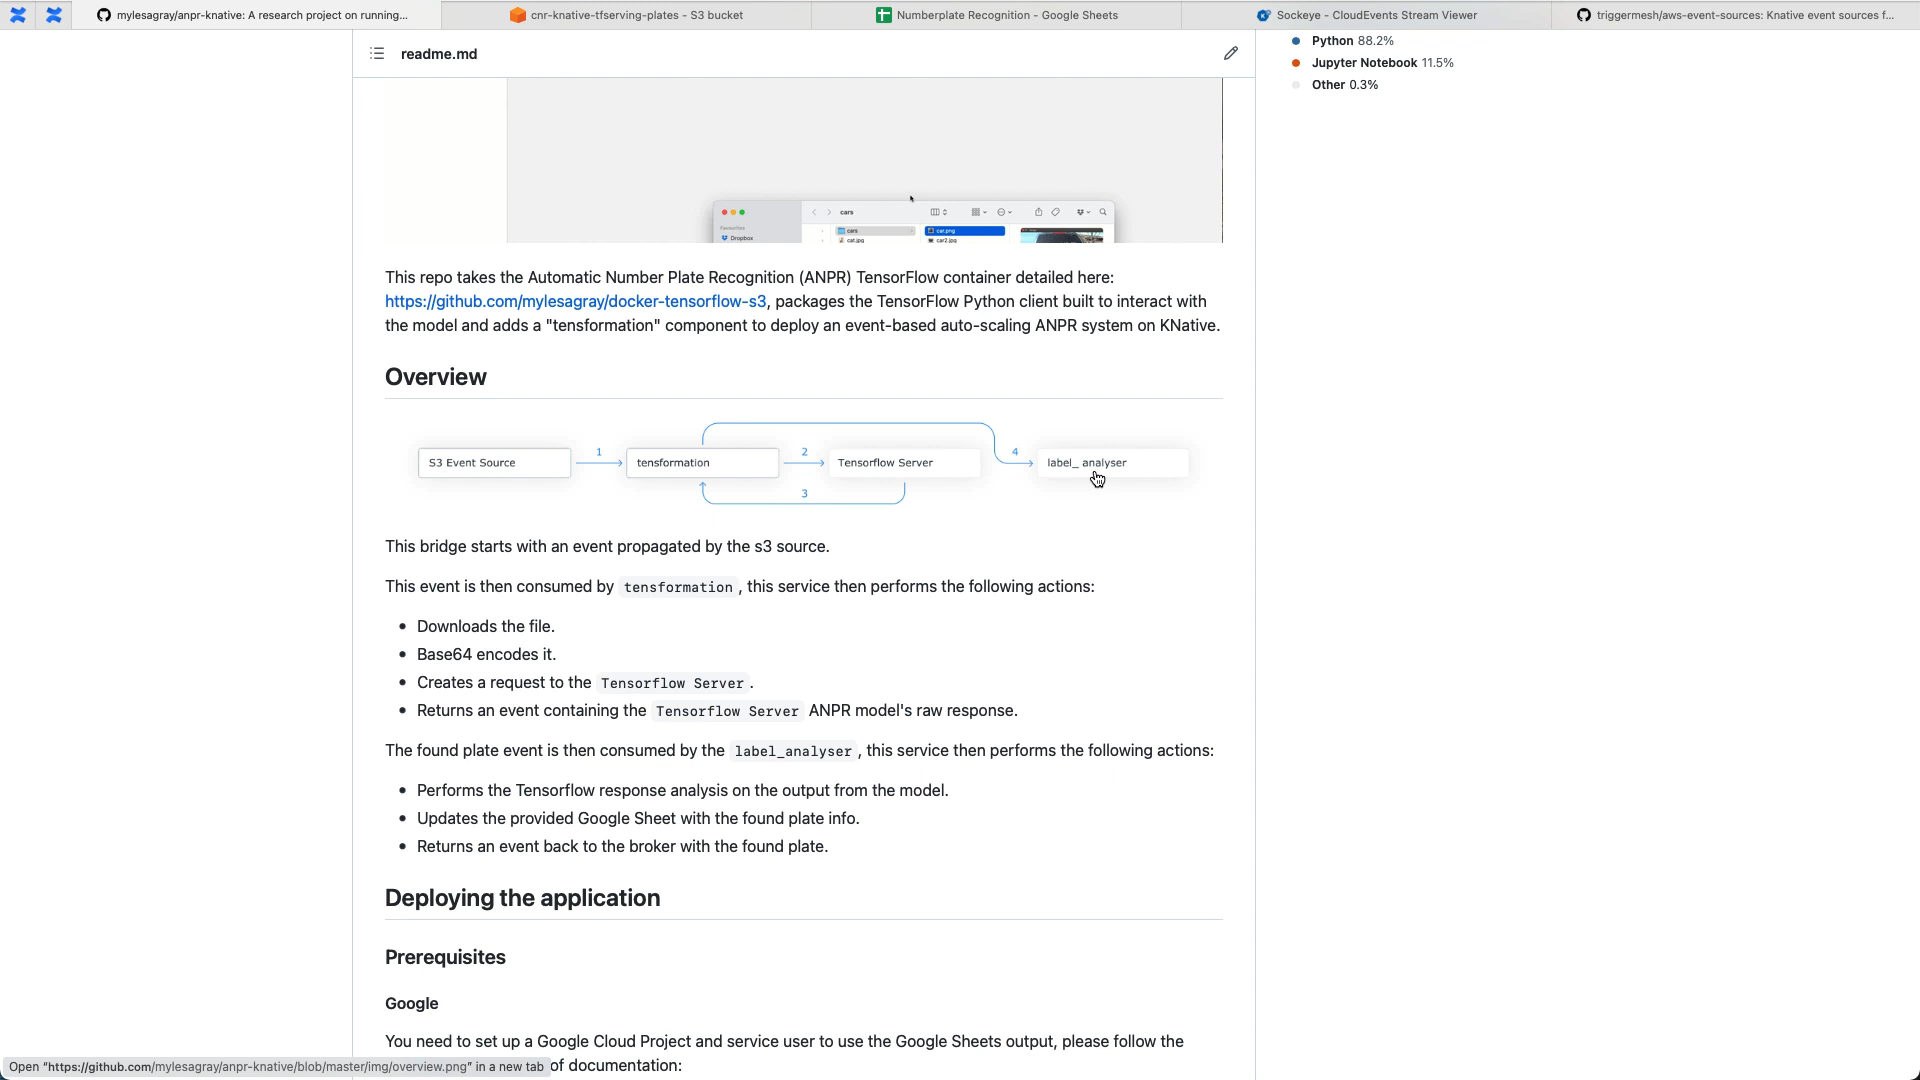 mylesagray/anpr-knative: A research project on running...
cnr-knative-tfserving-plates - S3 bucket
Numberplate Recognition - Google Sheets
Sockeye - CloudEvents Stream Viewer
triggermesh/aws-event-sources: Knative event sources f...
readme.md
Python 88.2%
Jupyter Notebook 11.5%
Other 0.3%
cars
Favourites
cars
car.png
Dropbox
cat.jpg
car2.jpg
This repo takes the Automatic Number Plate Recognition (ANPR) TensorFlow container detailed here:
https://github.com/mylesagray/docker-tensorflow-s3, packages the TensorFlow Python client built to interact with
the model and adds a "tensformation" component to deploy an event-based auto-scaling ANPR system on KNative.
Overview
S3 Event Source
1
tensformation
2
Tensorflow Server
4
label_ analyser
3
This bridge starts with an event propagated by the s3 source.
This event is then consumed by tensformation , this service then performs the following actions:
• Downloads the file.
• Base64 encodes it.
• Creates a request to the Tensorflow Server .
• Returns an event containing the Tensorflow Server ANPR model's raw response.
The found plate event is then consumed by the label_analyser , this service then performs the following actions:
• Performs the Tensorflow response analysis on the output from the model.
• Updates the provided Google Sheet with the found plate info.
• Returns an event back to the broker with the found plate.
Deploying the application
Prerequisites
Google
You need to set up a Google Cloud Project and service user to use the Google Sheets output, please follow the
of documentation:
Open "https://github.com/mylesagray/anpr-knative/blob/master/img/overview.png" in a new tab